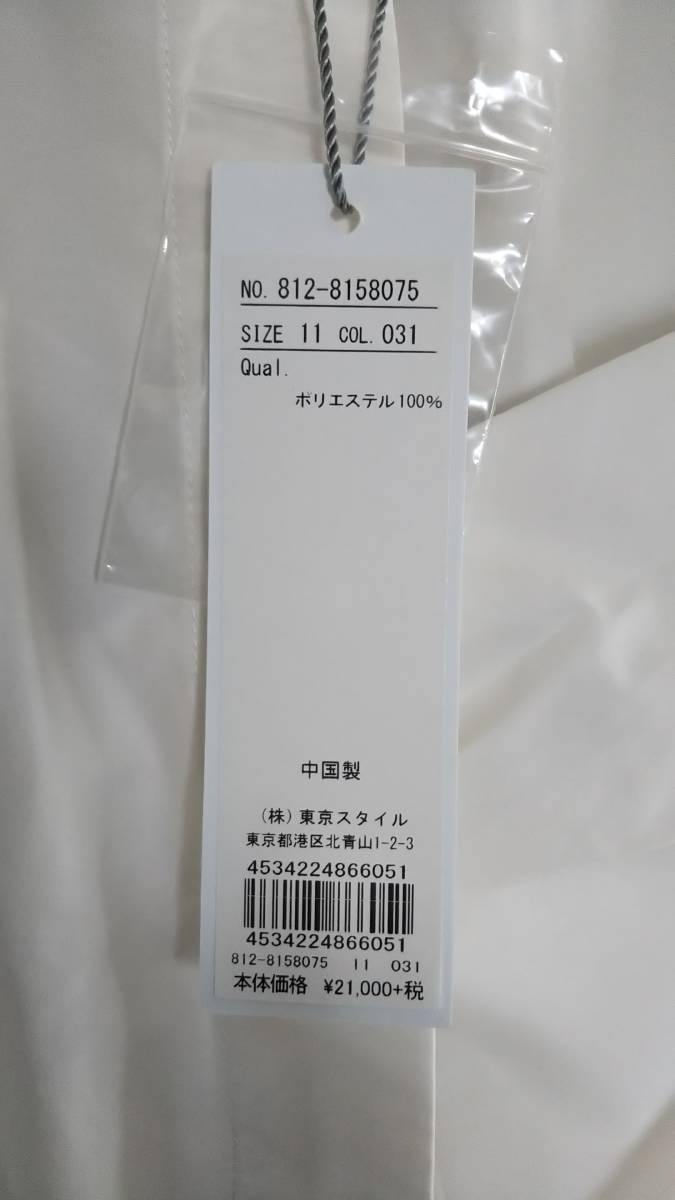 NO. 812-8158075
SIZE 11 COL. 031
Qual.
ポリエステル100%
中国製
(株)東京スタイル
東京都港区北青山1-2-3
4534224866051
4534224866051
812-8158075 11 031
本体価格 ¥21,000+税